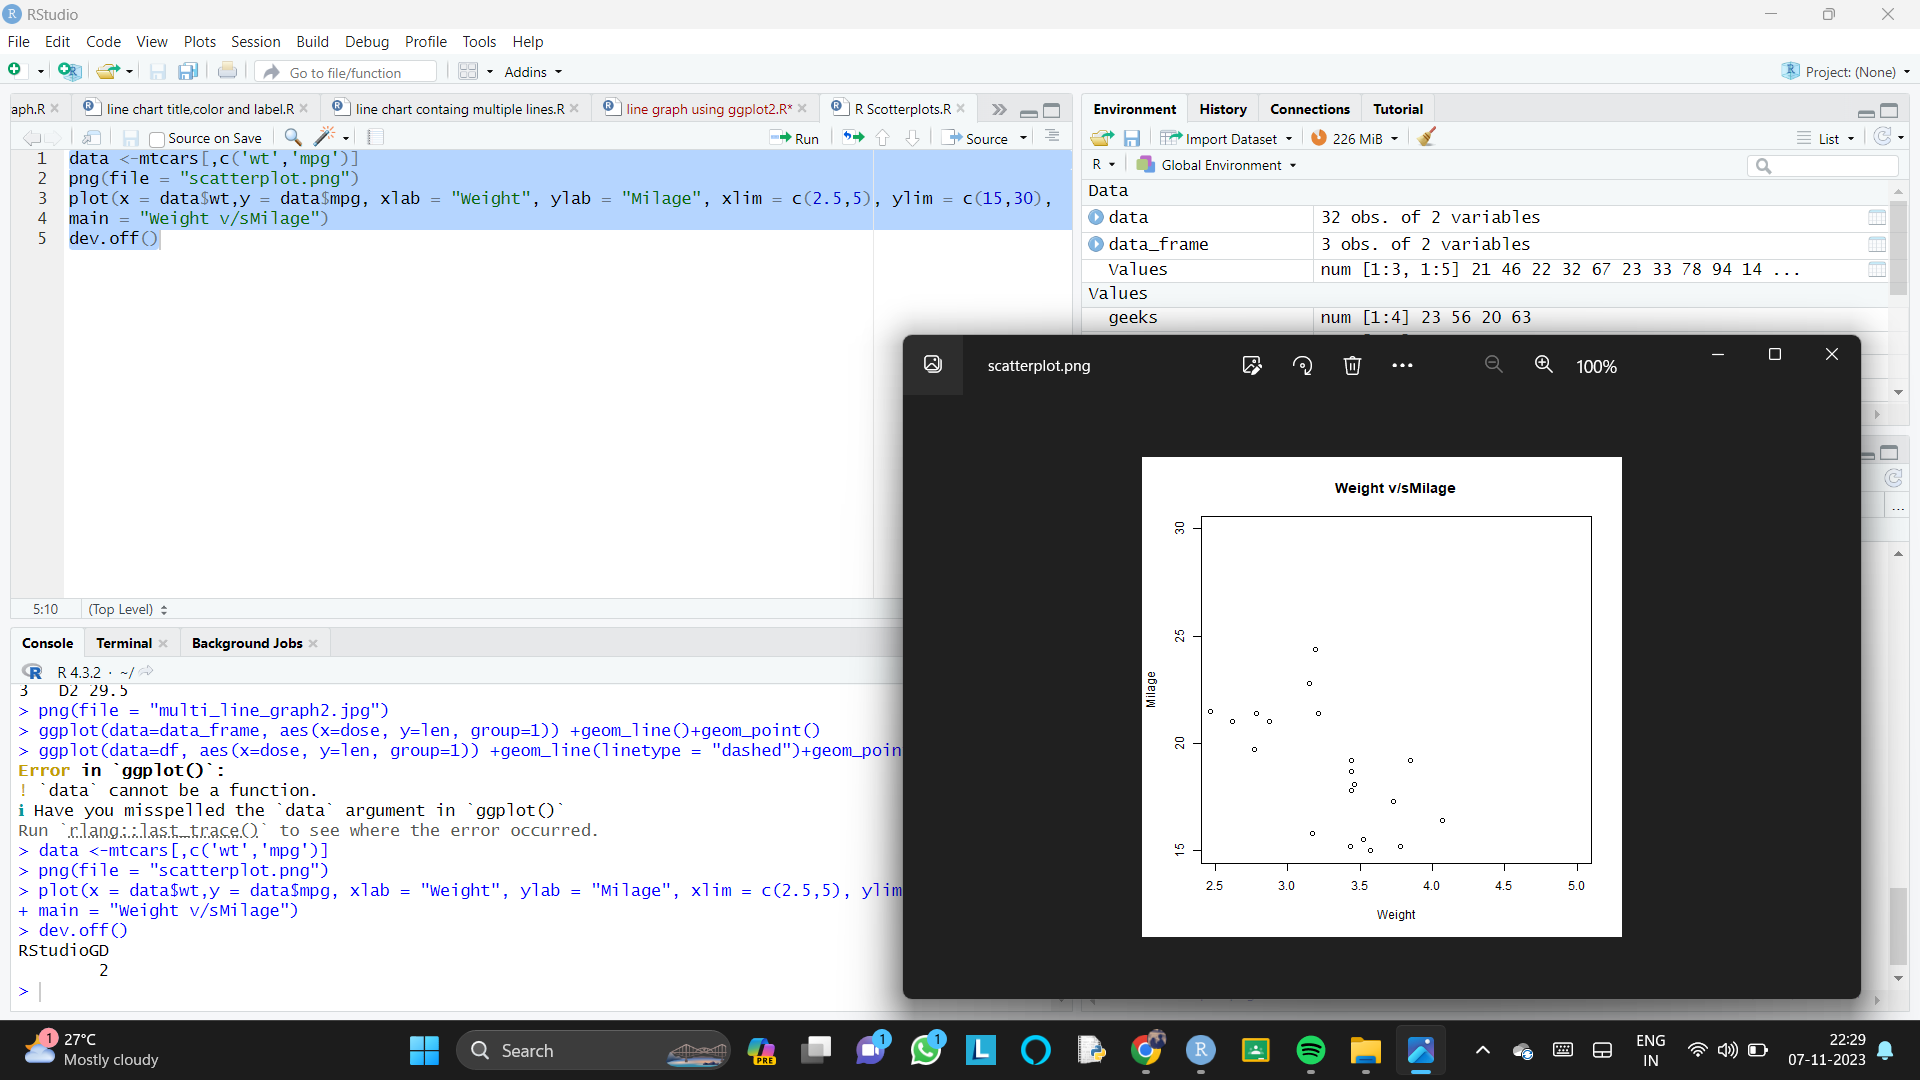 RStudio
File Edit Code View Plots Session Build Debug Profile Tools Help
Go to file/function Addins Project: (None)
aph.R line chart title,color and label.R line chart containg multiple lines.R line graph using ggplot2.R* R Scotterplots.R
Source on Save Run Source
1 data <-mtcars[,c('wt','mpg')]
2 png(file = "scatterplot.png")
3 plot(x = data$wt,y = data$mpg, xlab = "Weight", ylab = "Milage", xlim = c(2.5,5), ylim = c(15,30),
4 main = "Weight v/sMilage")
5 dev.off()
5:10 (Top Level)
Console Terminal Background Jobs
R 4.3.2 · ~/
3 D2 29.5
> png(file = "multi_line_graph2.jpg")
> ggplot(data=data_frame, aes(x=dose, y=len, group=1)) +geom_line()+geom_point()
> ggplot(data=df, aes(x=dose, y=len, group=1)) +geom_line(linetype = "dashed")+geom_poin
Error in `ggplot()`:
! `data` cannot be a function.
i Have you misspelled the `data` argument in `ggplot()`
Run `rlang::last_trace()` to see where the error occurred.
> data <-mtcars[,c('wt','mpg')]
> png(file = "scatterplot.png")
> plot(x = data$wt,y = data$mpg, xlab = "Weight", ylab = "Milage", xlim = c(2.5,5), ylim
+ main = "Weight v/sMilage")
> dev.off()
RStudioGD
2
>
Environment History Connections Tutorial
Import Dataset 226 MiB List
R Global Environment
Data
data 32 obs. of 2 variables
data_frame 3 obs. of 2 variables
Values num [1:3, 1:5] 21 46 22 32 67 23 33 78 94 14 ...
Values
geeks num [1:4] 23 56 20 63
scatterplot.png 100%
Weight v/sMilage
30
25
20
15
Milage
2.5 3.0 3.5 4.0 4.5 5.0
Weight
1 27°C
Mostly cloudy
Search PRE 1 1 L R
ENG
IN
22:29
07-11-2023